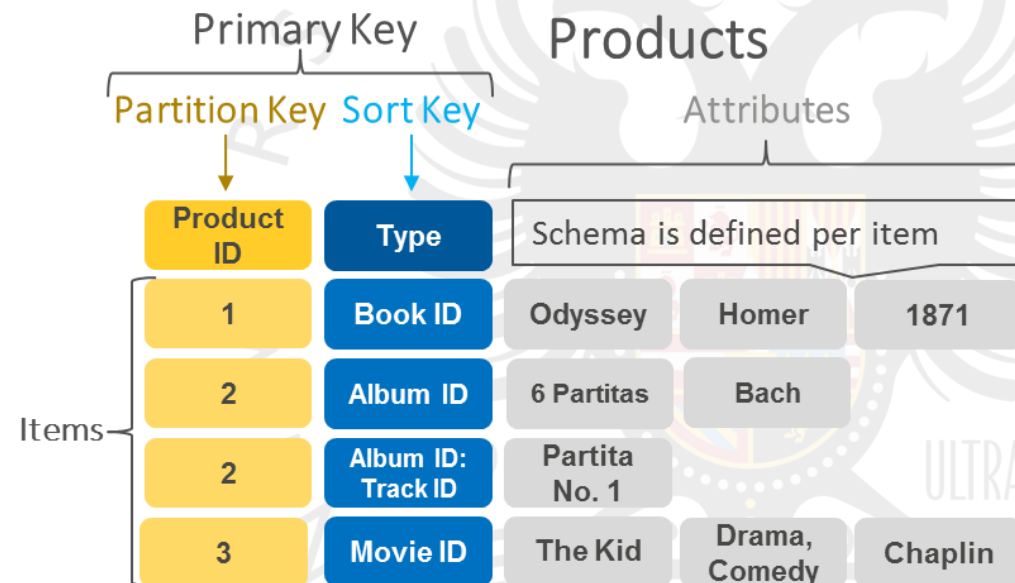 Primary Key
Products
Partition Key Sort Key
Attributes
Product
ID
Type
Schema is defined per item
1
Book ID
Odyssey
Homer
1871
Items
2
Album ID
6 Partitas
Bach
2
Album ID:
Track ID
Partita
No. 1
3
Movie ID
The Kid
Drama,
Comedy
Chaplin